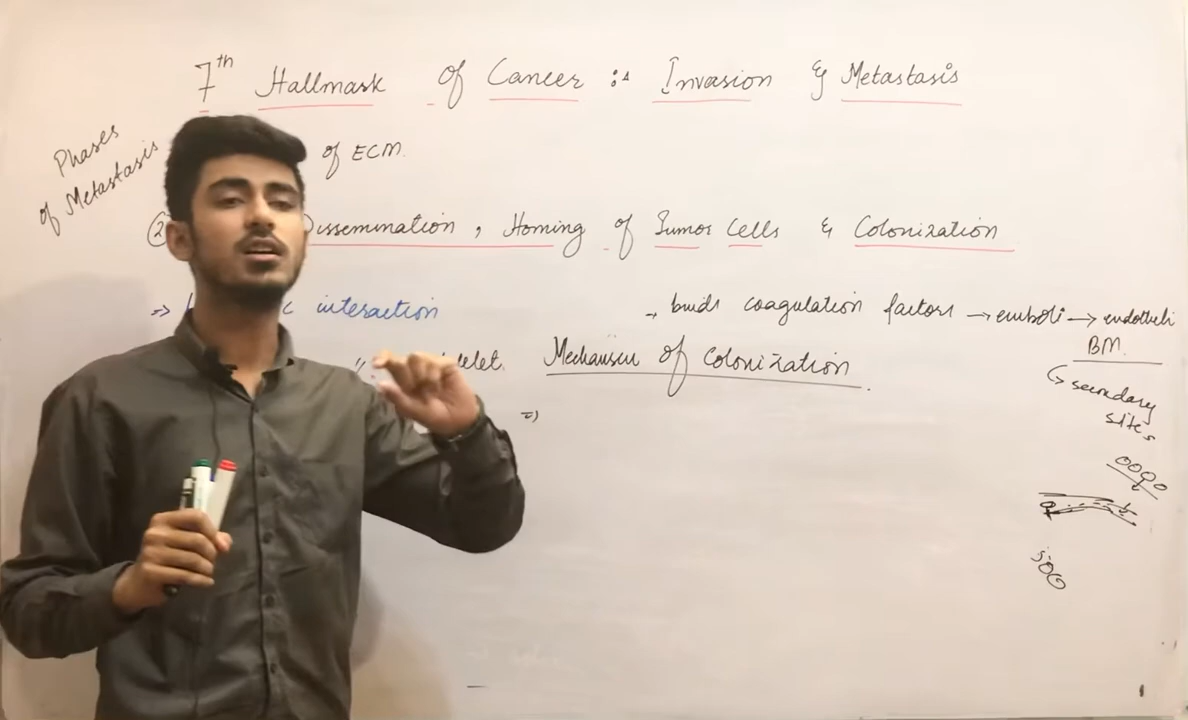 7th Hallmark of Cancer :- Invasion & Metastasis
Phases
of Metastasis
of ECM.
② Dissemination, Homing of Tumor Cells & Colonization
⇒ interaction
→ binds coagulation factors → emboli → endotheli
BM.
↳ secondary
sites
Mechanism of Colonization
⇒